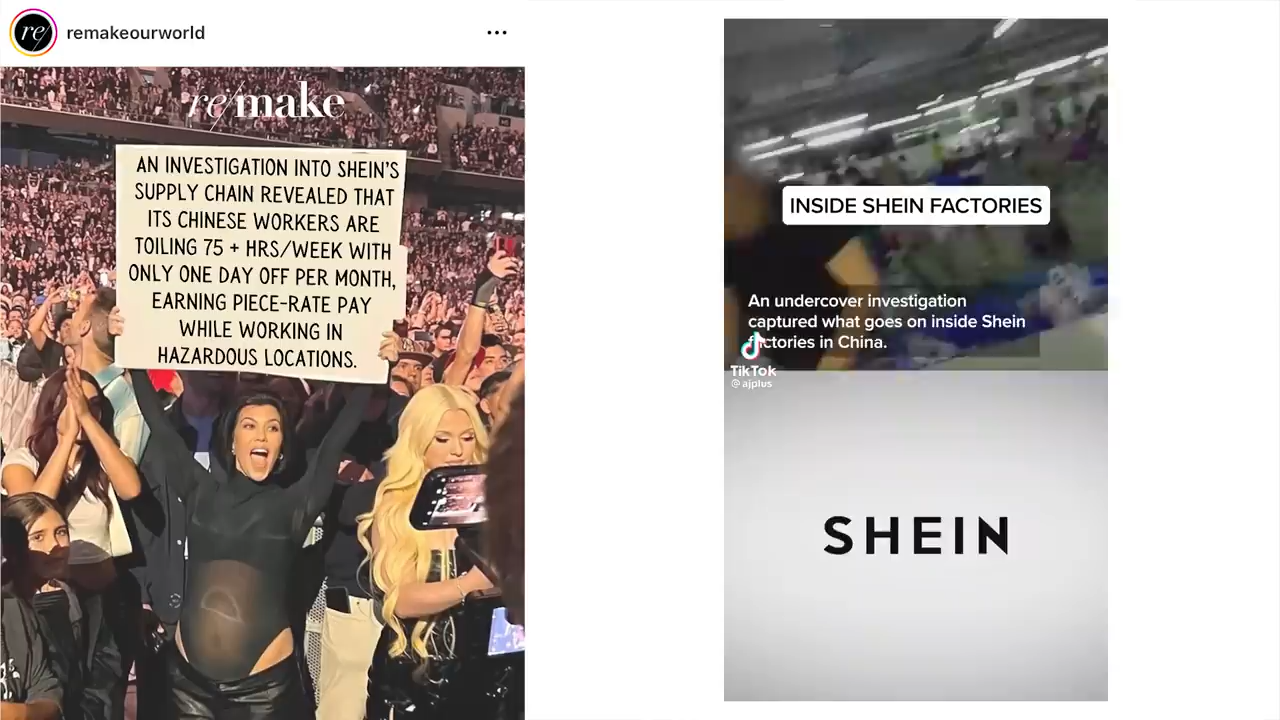 re/
remakeourworld
re/make
AN INVESTIGATION INTO SHEIN'S
SUPPLY CHAIN REVEALED THAT
ITS CHINESE WORKERS ARE
TOILING 75 + HRS/WEEK WITH
ONLY ONE DAY OFF PER MONTH,
EARNING PIECE-RATE PAY
WHILE WORKING IN
HAZARDOUS LOCATIONS.
INSIDE SHEIN FACTORIES
An undercover investigation
captured what goes on inside Shein
factories in China.
TikTok
@ajplus
SHEIN